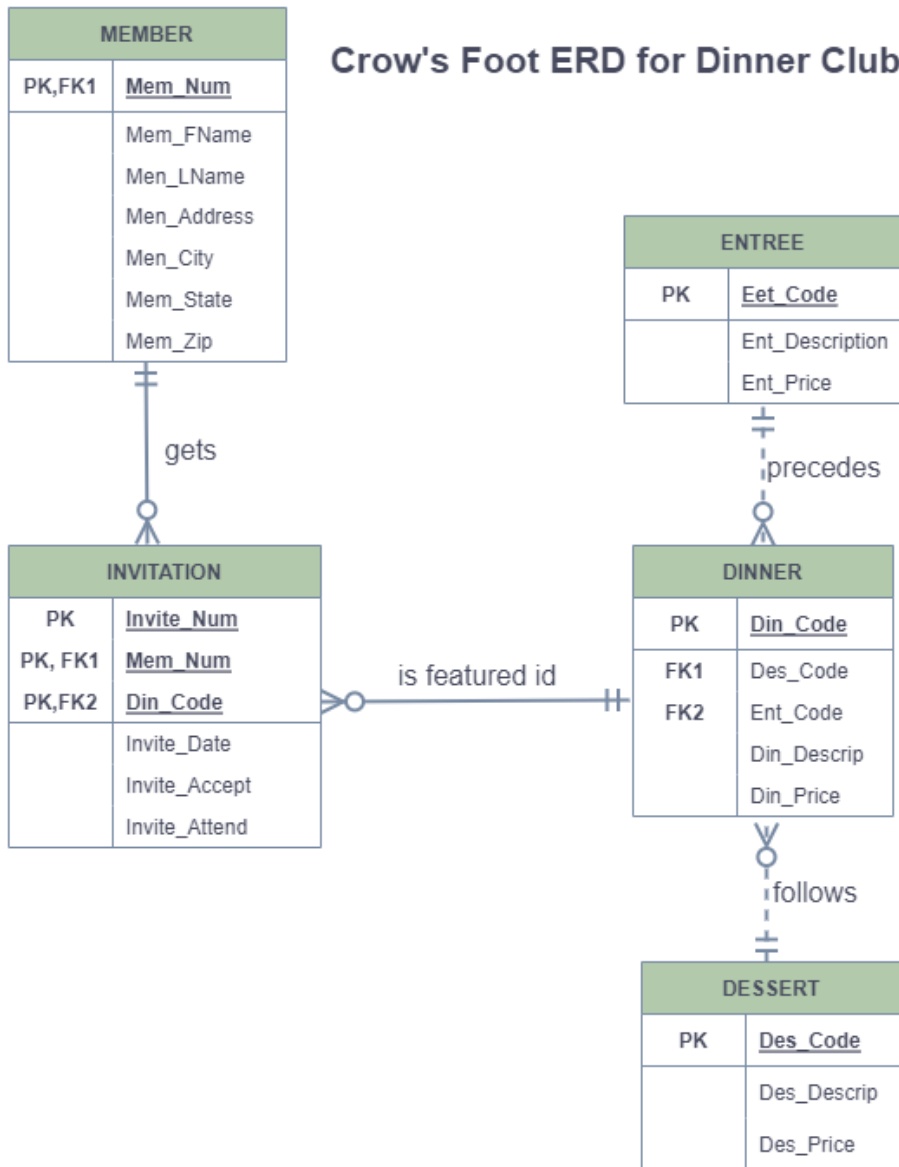 MEMBER
PK,FK1 Mem_Num
Mem_FName
Men_LName
Men_Address
Men_City
Mem_State
Mem_Zip
Crow's Foot ERD for Dinner Club
ENTREE
PK Eet_Code
Ent_Description
Ent_Price
gets
precedes
INVITATION
PK Invite_Num
PK, FK1 Mem_Num
PK,FK2 Din_Code
Invite_Date
Invite_Accept
Invite_Attend
is featured id
DINNER
PK Din_Code
FK1 Des_Code
FK2 Ent_Code
Din_Descrip
Din_Price
follows
DESSERT
PK Des_Code
Des_Descrip
Des_Price